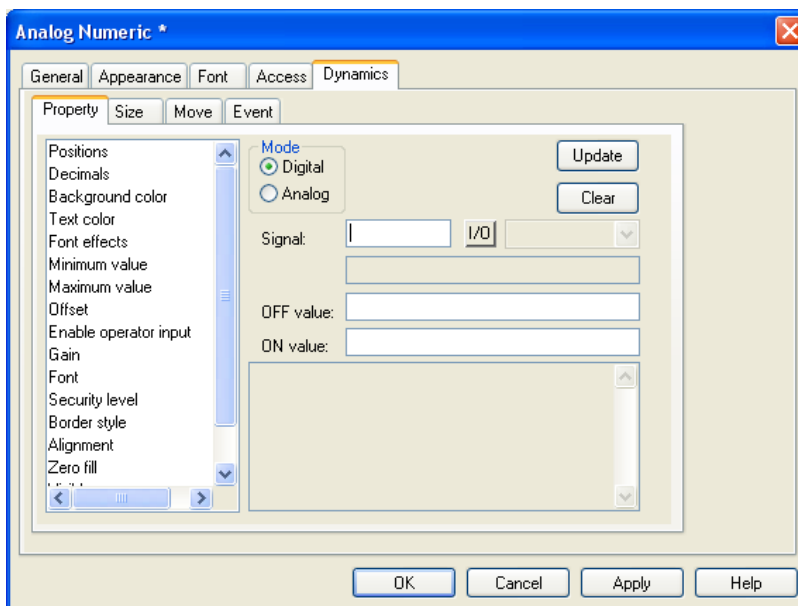 Analog Numeric *
General Appearance Font Access Dynamics
Property Size Move Event
Positions
Decimals
Background color
Text color
Font effects
Minimum value
Maximum value
Offset
Enable operator input
Gain
Font
Security level
Border style
Alignment
Zero fill
Mode
Digital
Analog
Update
Clear
Signal: I/O
OFF value:
ON value:
OK Cancel Apply Help